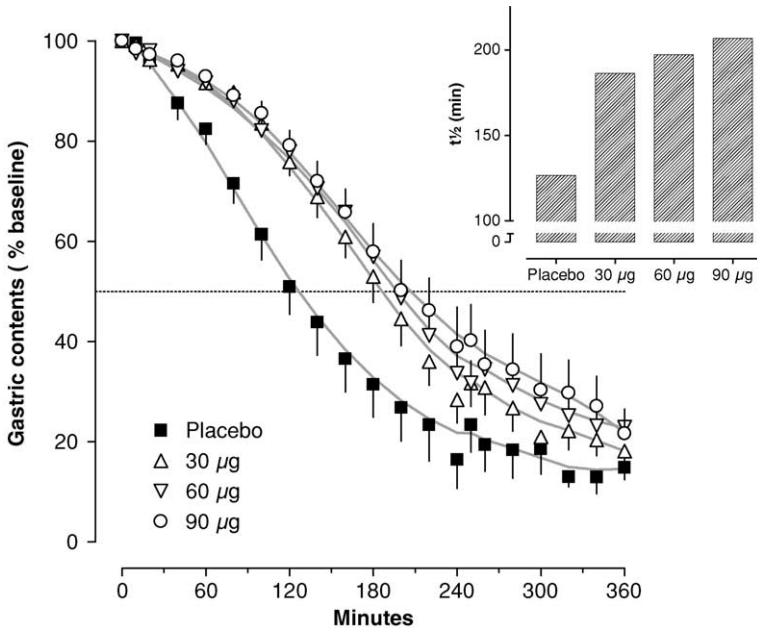 Gastric contents ( % baseline)
100
80
60
40
20
0
Placebo
30 µg
60 µg
90 µg
0
60
120
180
240
300
360
Minutes
t½ (min)
200
150
100
0
Placebo
30 µg
60 µg
90 µg